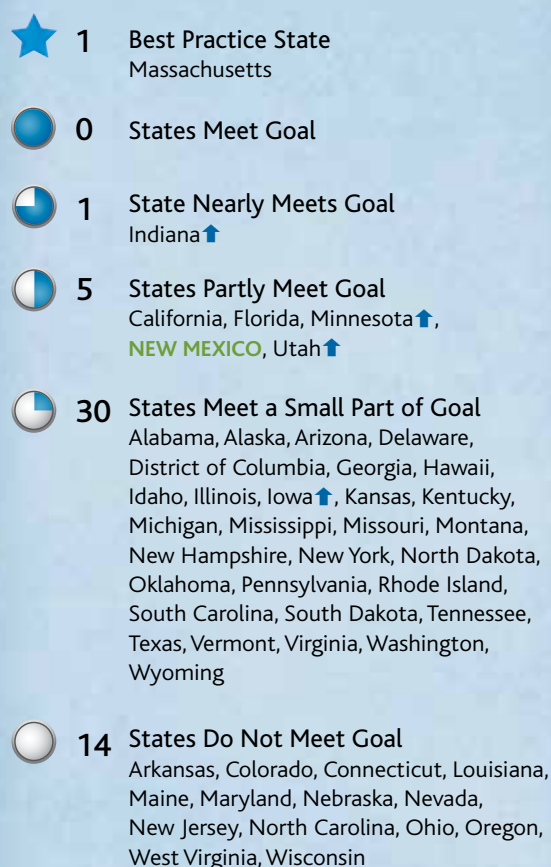 1 Best Practice State
Massachusetts
0 States Meet Goal
1 State Nearly Meets Goal
Indiana⬆
5 States Partly Meet Goal
California, Florida, Minnesota⬆,
NEW MEXICO, Utah⬆
30 States Meet a Small Part of Goal
Alabama, Alaska, Arizona, Delaware,
District of Columbia, Georgia, Hawaii,
Idaho, Illinois, Iowa⬆, Kansas, Kentucky,
Michigan, Mississippi, Missouri, Montana,
New Hampshire, New York, North Dakota,
Oklahoma, Pennsylvania, Rhode Island,
South Carolina, South Dakota, Tennessee,
Texas, Vermont, Virginia, Washington,
Wyoming
14 States Do Not Meet Goal
Arkansas, Colorado, Connecticut, Louisiana,
Maine, Maryland, Nebraska, Nevada,
New Jersey, North Carolina, Ohio, Oregon,
West Virginia, Wisconsin